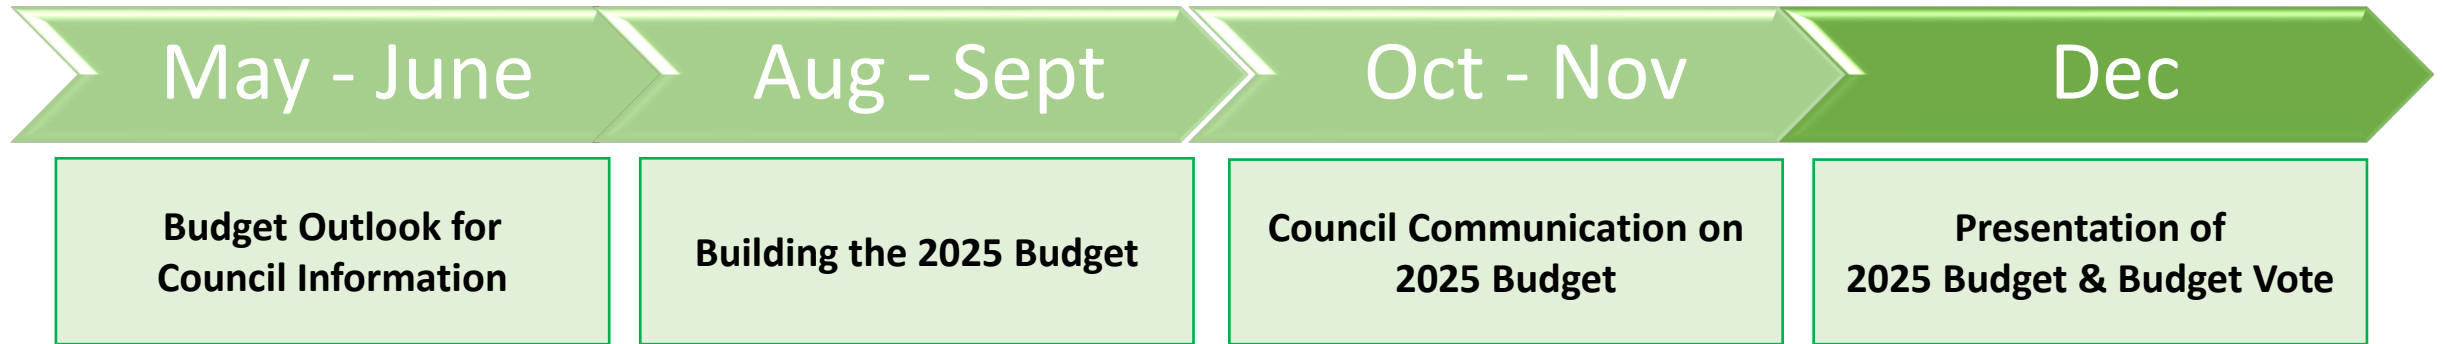 May - June
Aug - Sept
Oct - Nov
Dec
Budget Outlook for
Council Information
Building the 2025 Budget
Council Communication on
2025 Budget
Presentation of
2025 Budget & Budget Vote